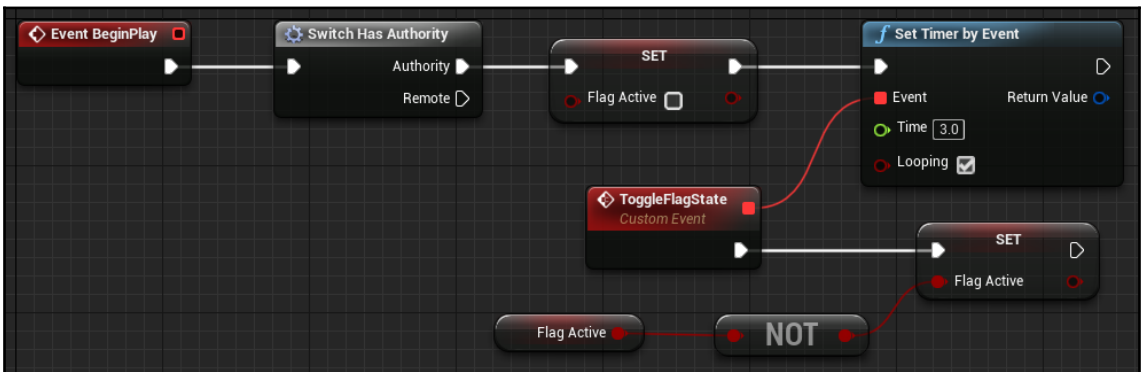 Event BeginPlay
Switch Has Authority
Authority
Remote
SET
Flag Active
Set Timer by Event
Event
Return Value
Time 3.0
Looping
ToggleFlagState
Custom Event
SET
Flag Active
Flag Active
NOT